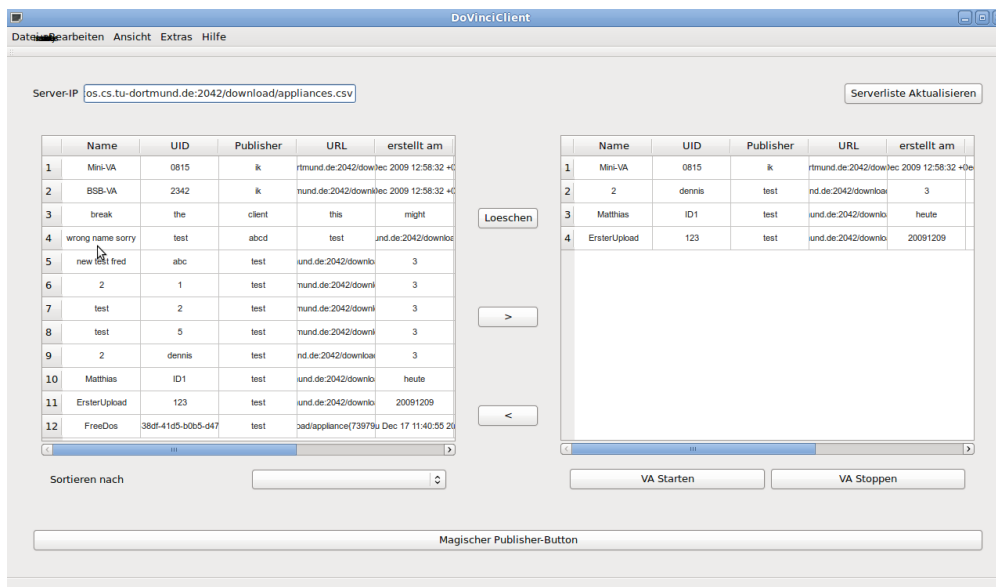 DoVinciClient
Datei Bearbeiten Ansicht Extras Hilfe
Server-IP os.cs.tu-dortmund.de:2042/download/appliances.csv Serverliste Aktualisieren
Name UID Publisher URL erstellt am
1 Mini-VA 0815 ik rtmund.de:2042/dow Dec 2009 12:58:32 +0
2 BSB-VA 2342 ik mund.de:2042/downl Dec 2009 12:58:32 +0
3 break the client this might
4 wrong name sorry test abcd test und.de:2042/downloa
5 new test fred abc test und.de:2042/downlo 3
6 2 1 test mund.de:2042/downl 3
7 test 2 test mund.de:2042/downl 3
8 test 5 test mund.de:2042/downl 3
9 2 dennis test nd.de:2042/download 3
10 Matthias ID1 test und.de:2042/downlo heute
11 ErsterUpload 123 test und.de:2042/downlo 20091209
12 FreeDos 38df-41d5-b0b5-d47 test oad/appliance{73979 u Dec 17 11:40:55 20
Loeschen
>
<
Name UID Publisher URL erstellt am
1 Mini-VA 0815 ik rtmund.de:2042/dow Dec 2009 12:58:32 +0
2 2 dennis test nd.de:2042/download 3
3 Matthias ID1 test und.de:2042/downlo heute
4 ErsterUpload 123 test und.de:2042/downlo 20091209
Sortieren nach
VA Starten VA Stoppen
Magischer Publisher-Button